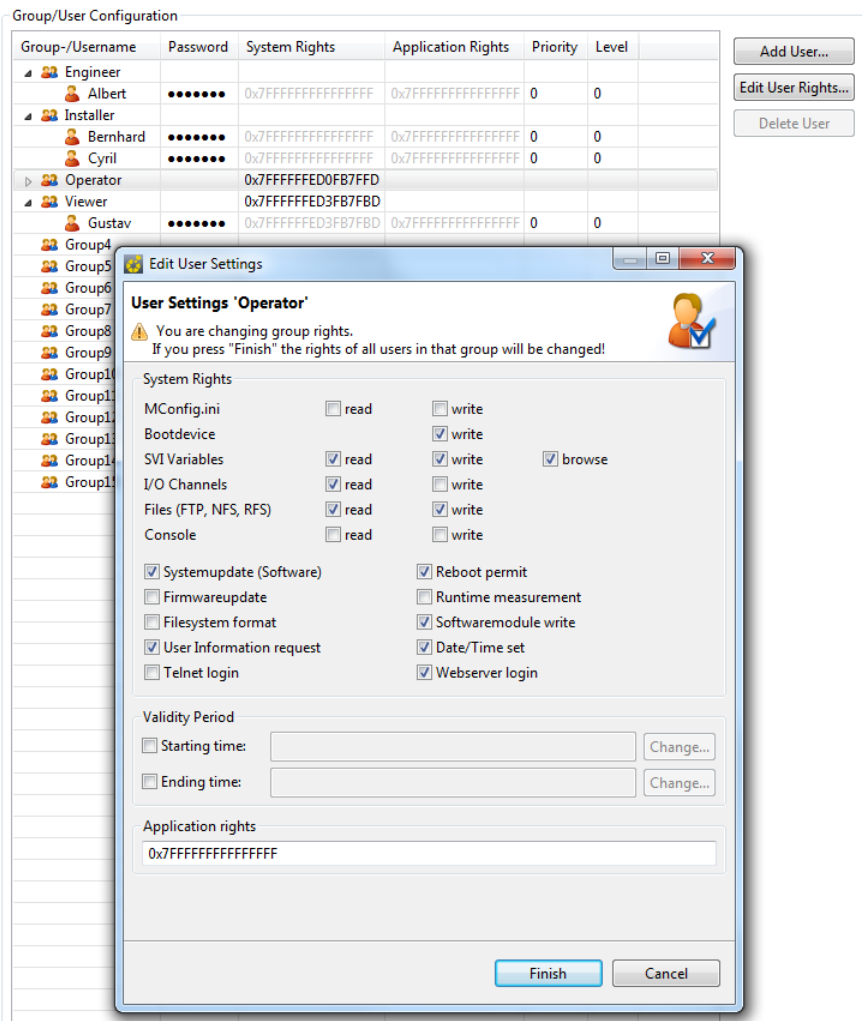 Group/User Configuration
Group-/Username Password System Rights Application Rights Priority Level
Add User...
Engineer
Albert ●●●●●●● 0x7FFFFFFFFFFFFFFF 0x7FFFFFFFFFFFFFFF 0 0
Edit User Rights...
Installer
Delete User
Bernhard ●●●●●●● 0x7FFFFFFFFFFFFFFF 0x7FFFFFFFFFFFFFFF 0 0
Cyril ●●●●●●● 0x7FFFFFFFFFFFFFFF 0x7FFFFFFFFFFFFFFF 0 0
Operator 0x7FFFFFFED0FB7FFD
Viewer 0x7FFFFFFED3FB7FBD
Gustav ●●●●●●● 0x7FFFFFFED3FB7FBD 0x7FFFFFFFFFFFFFFF 0 0
Group4
Group5
Group6
Group7
Group8
Group9
Group10
Group11
Group12
Group13
Group14
Group15
Edit User Settings
User Settings 'Operator'
You are changing group rights.
If you press "Finish" the rights of all users in that group will be changed!
System Rights
MConfig.ini read write
Bootdevice write
SVI Variables read write browse
I/O Channels read write
Files (FTP, NFS, RFS) read write
Console read write
Systemupdate (Software) Reboot permit
Firmwareupdate Runtime measurement
Filesystem format Softwaremodule write
User Information request Date/Time set
Telnet login Webserver login
Validity Period
Starting time: Change...
Ending time: Change...
Application rights
0x7FFFFFFFFFFFFFFF
Finish Cancel